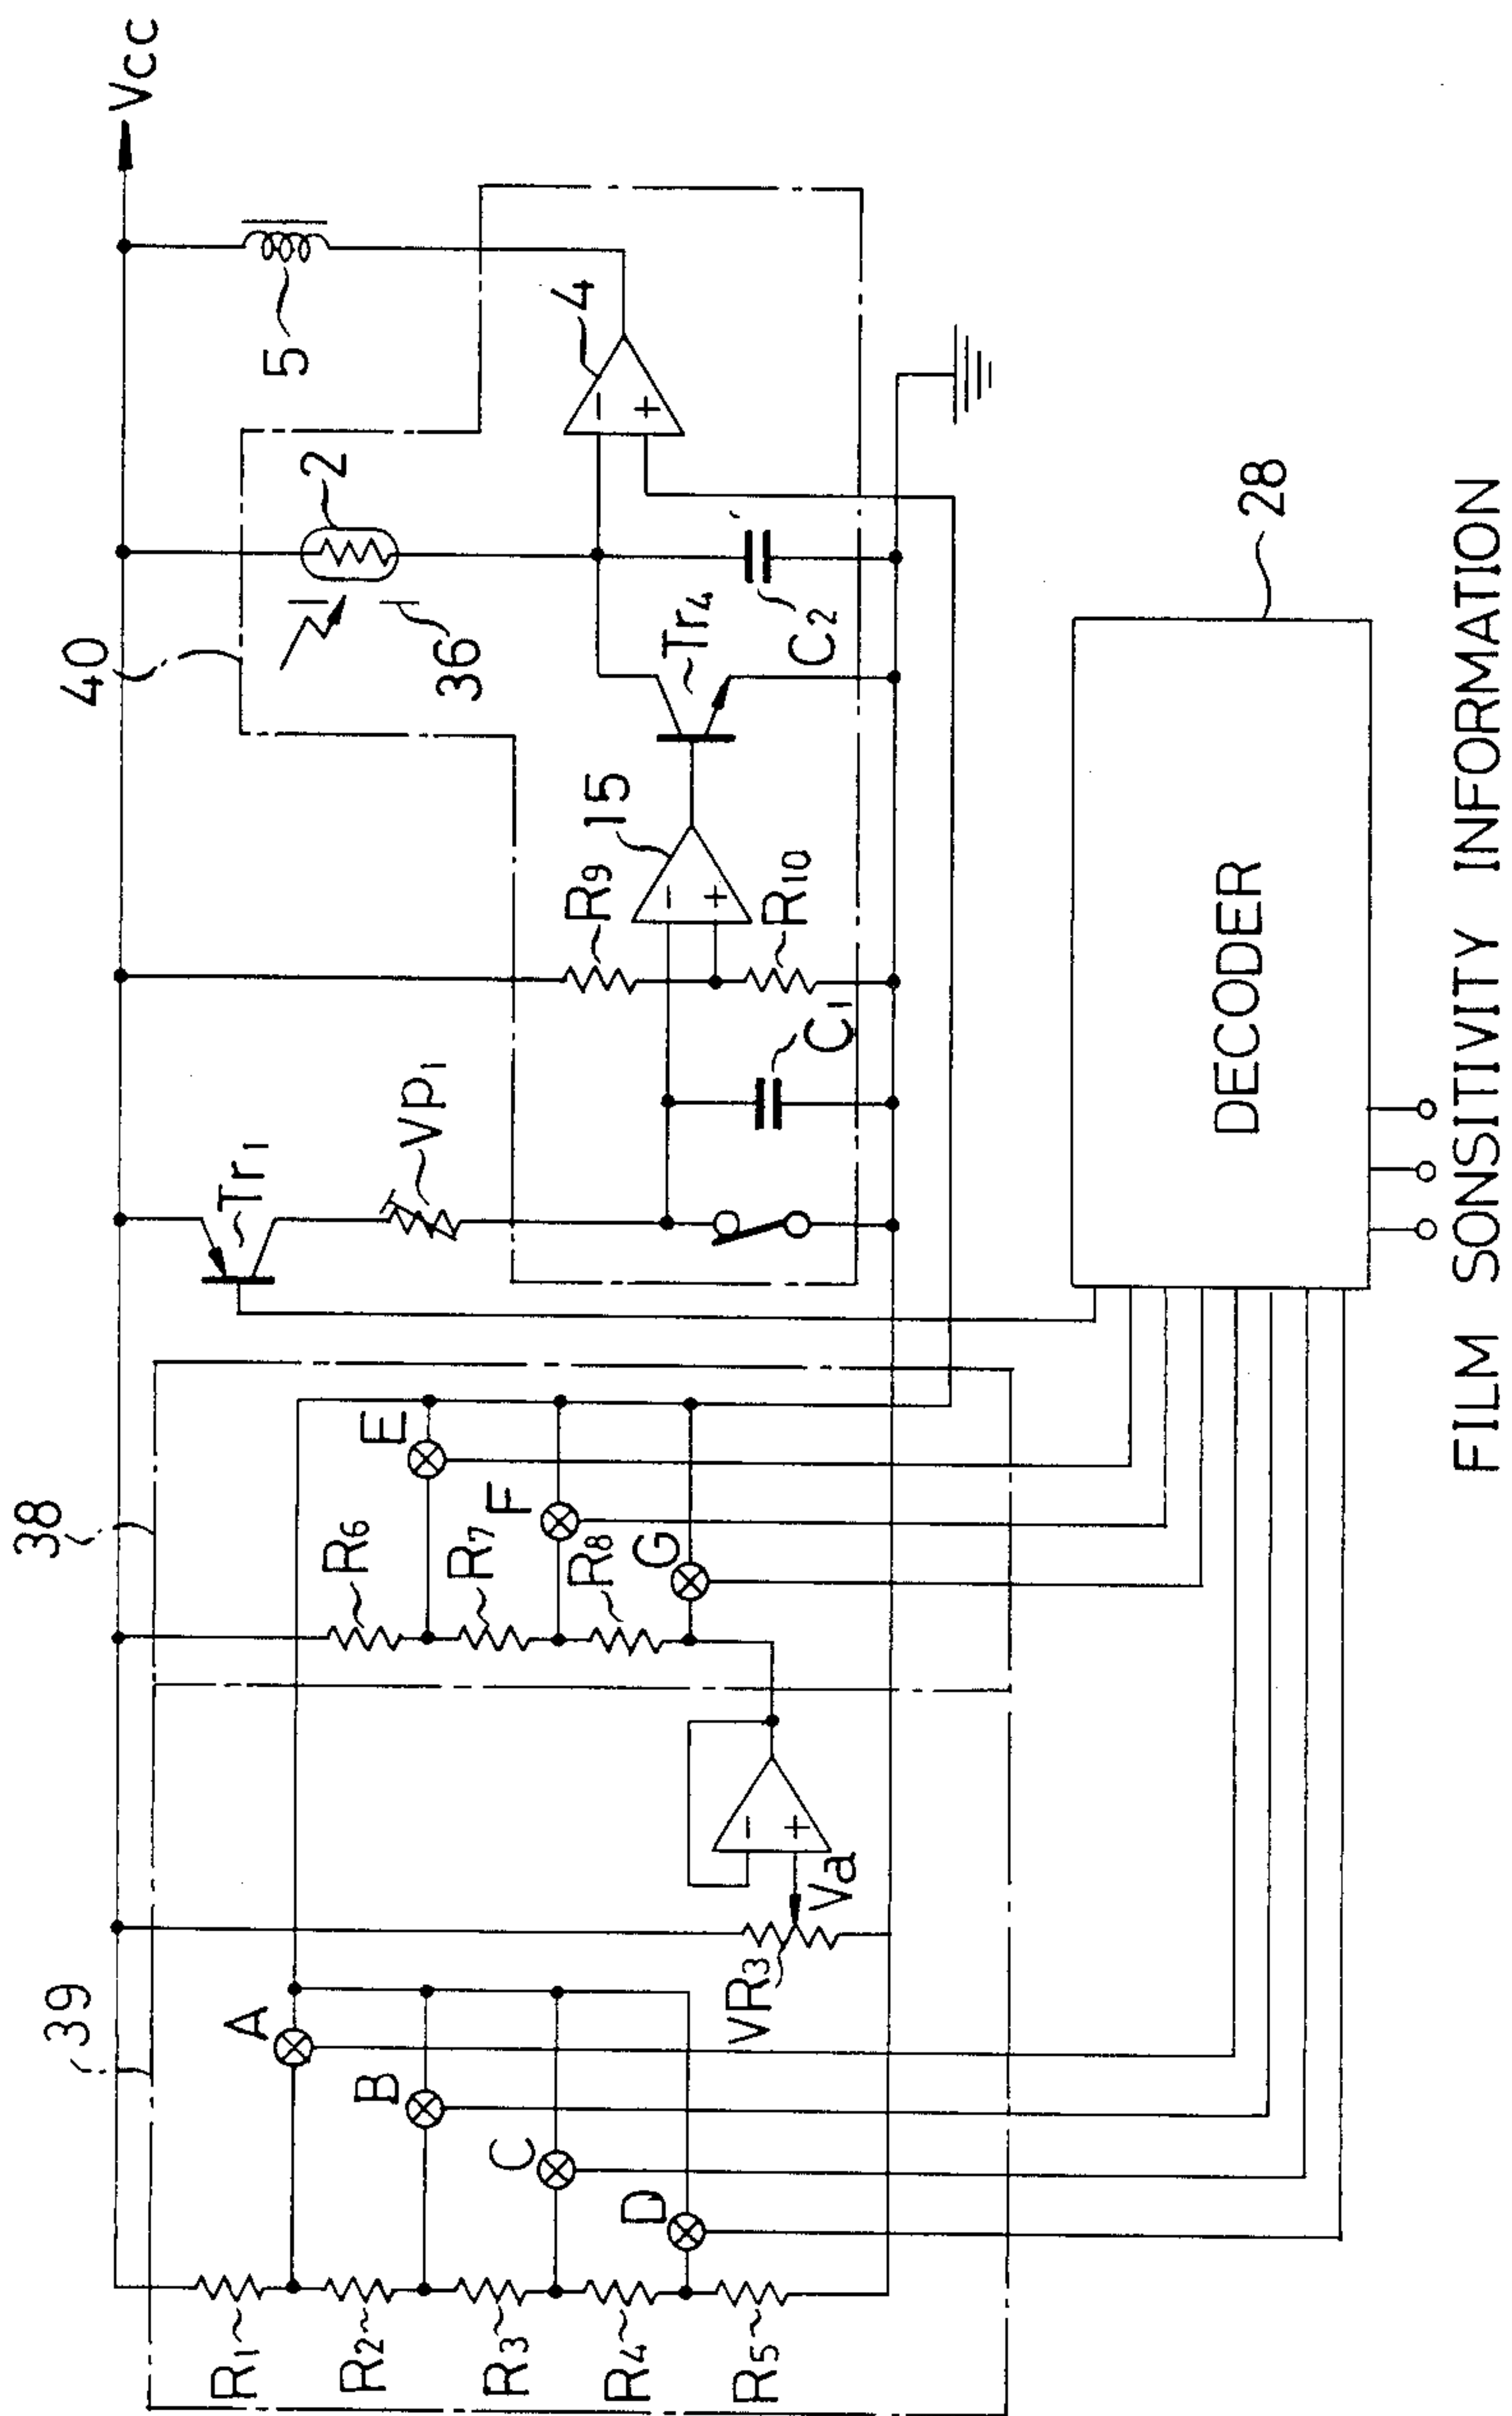 39
38
40
Vcc
R1
R2
R3
R4
R5
A
B
C
D
VR3
Va
−
+
R6
R7
R8
E
F
G
Tr1
Vp1
C1
R9
R10
15
−
+
Tr4
36
2
C2
4
−
+
5
DECODER
28
FILM SONSITIVITY INFORMATION